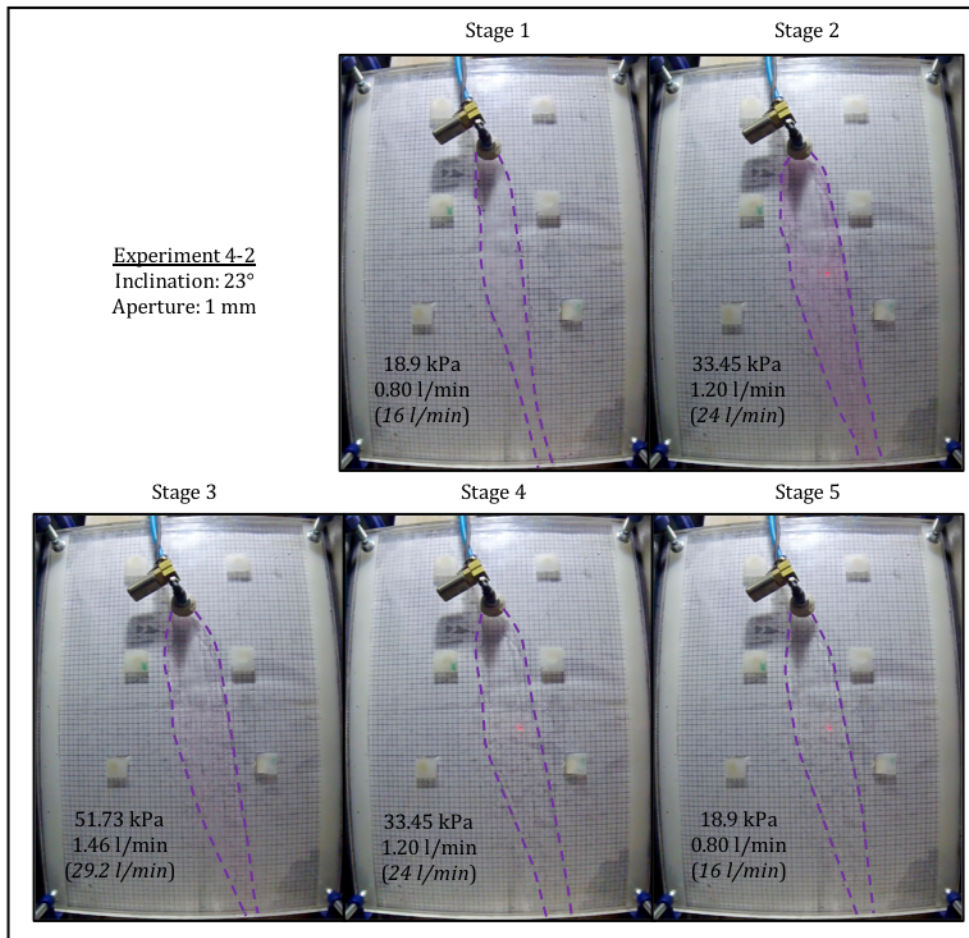 Stage 1
Stage 2
Experiment 4-2
Inclination: 23°
Aperture: 1 mm
18.9 kPa
0.80 l/min
(16 l/min)
33.45 kPa
1.20 l/min
(24 l/min)
Stage 3
Stage 4
Stage 5
51.73 kPa
1.46 l/min
(29.2 l/min)
33.45 kPa
1.20 l/min
(24 l/min)
18.9 kPa
0.80 l/min
(16 l/min)